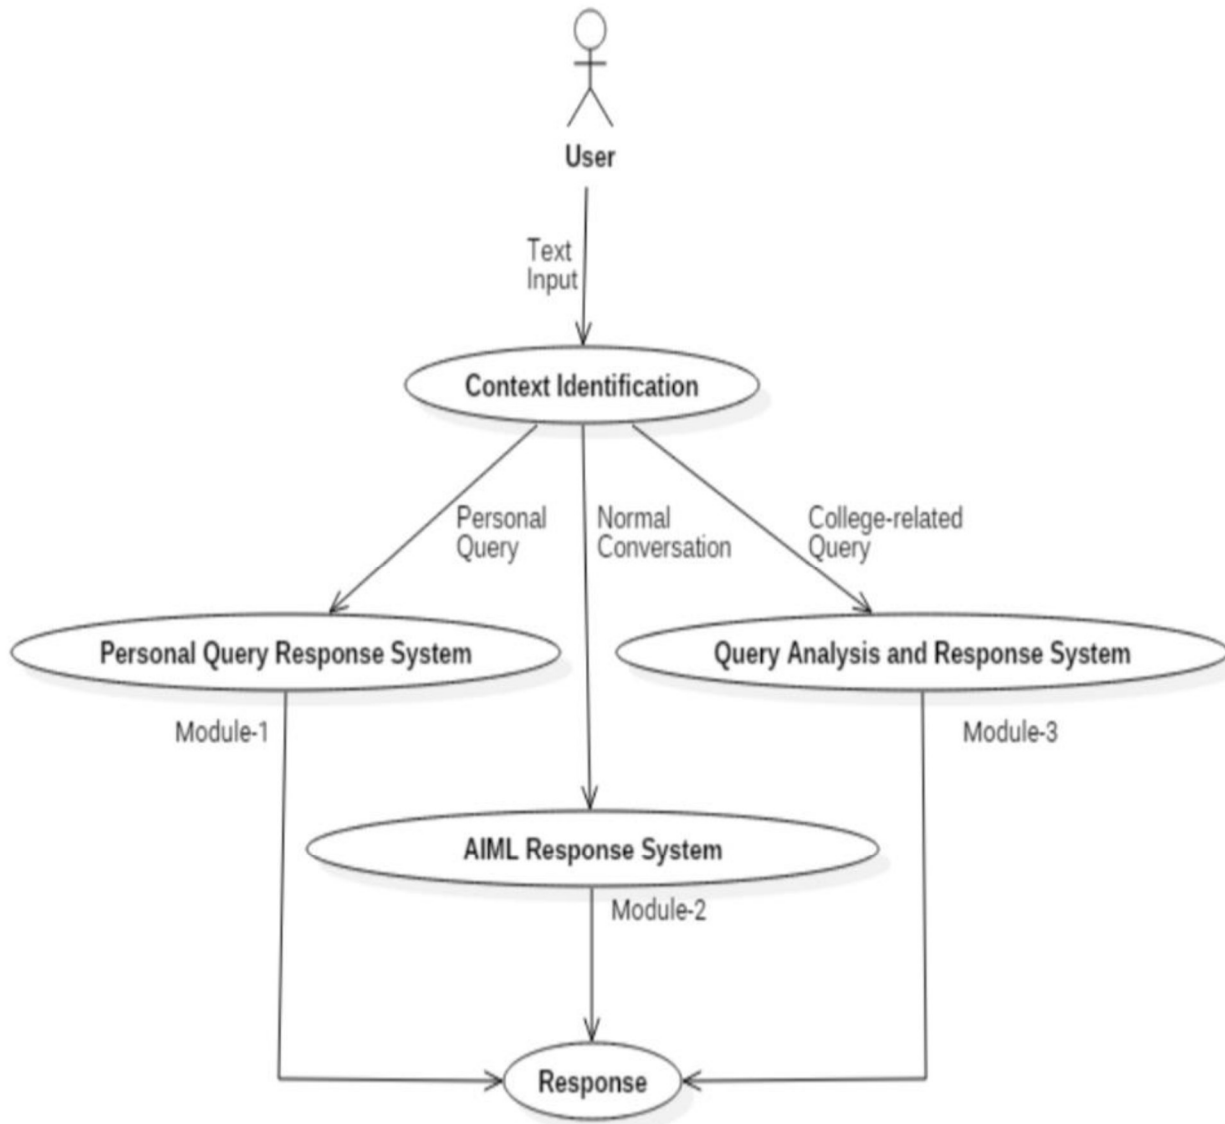 User
Text
Input
Context Identification
Personal
Query
Normal
Conversation
College-related
Query
Personal Query Response System
Query Analysis and Response System
Module-1
Module-3
AIML Response System
Module-2
Response